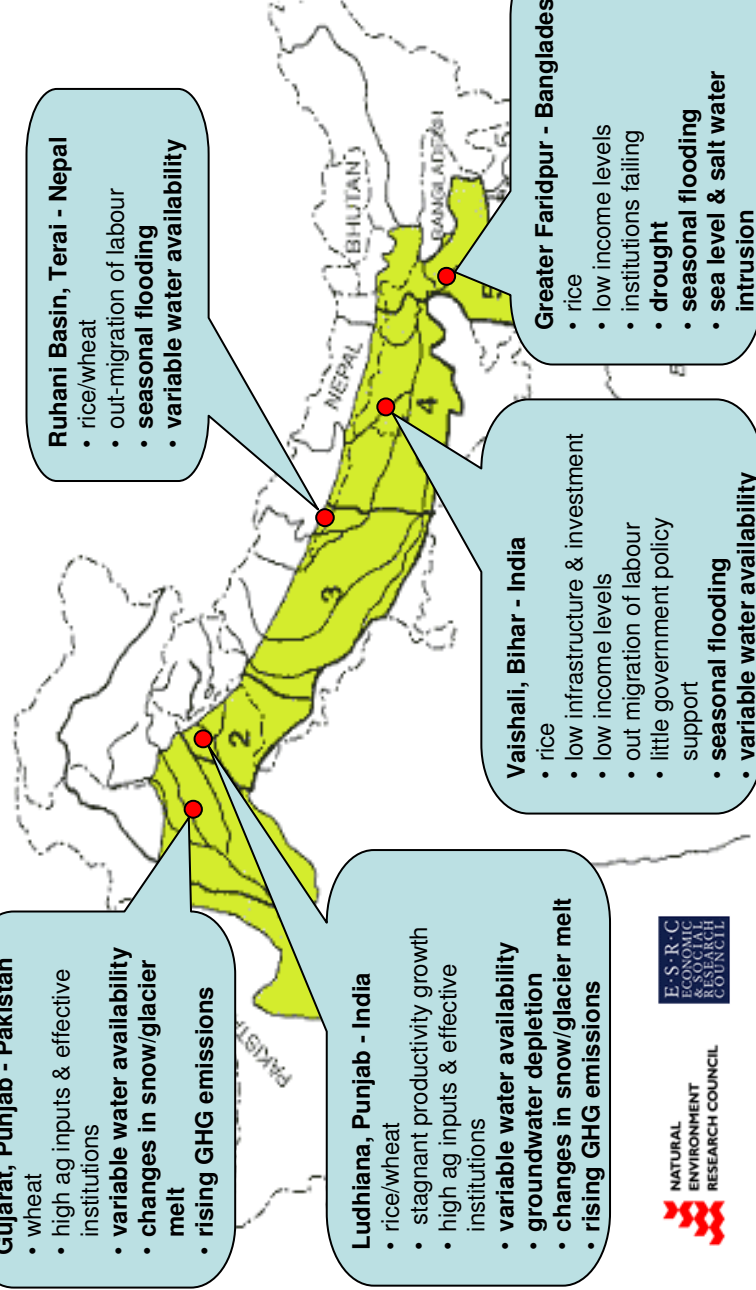 Gujarat, Punjab - Pakistan
• wheat
• high ag inputs & effective
institutions
• variable water availability
• changes in snow/glacier
melt
• rising GHG emissions
Ruhani Basin, Terai - Nepal
• rice/wheat
• out-migration of labour
• seasonal flooding
• variable water availability
PAKIST
NEPAL
BHUTAN
BANGLADESH
2
3
4
5
Ludhiana, Punjab - India
• rice/wheat
• stagnant productivity growth
• high ag inputs & effective
institutions
• variable water availability
• groundwater depletion
• changes in snow/glacier melt
• rising GHG emissions
Vaishali, Bihar - India
• rice
• low infrastructure & investment
• low income levels
• out migration of labour
• little government policy
support
• seasonal flooding
• variable water availability
Greater Faridpur - Banglades
• rice
• low income levels
• institutions failing
• drought
• seasonal flooding
• sea level & salt water
intrusion
NATURAL
ENVIRONMENT
RESEARCH COUNCIL
E·S·R·C
ECONOMIC
& SOCIAL
RESEARCH
COUNCIL